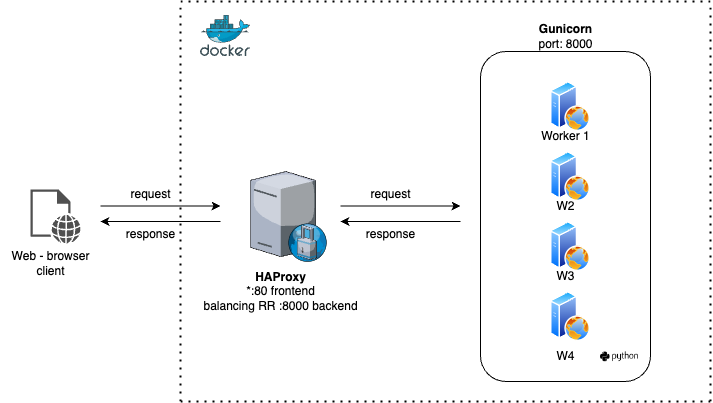 docker
Gunicorn
port: 8000
Worker 1
W2
W3
W4
python
request
response
request
response
Web - browser
client
HAProxy
*:80 frontend
balancing RR :8000 backend